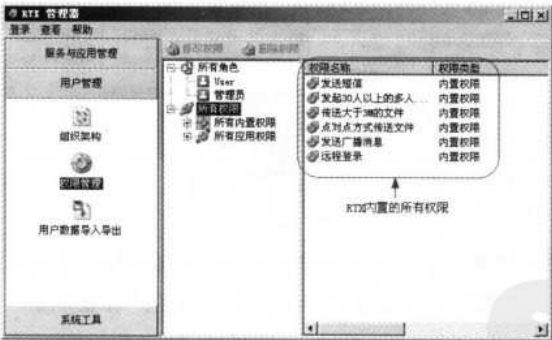 RTX 管理器
登录 查看 帮助
服务与应用管理
用户管理
组织架构
权限管理
用户数据导入导出
系统工具
修改权限 删除权限
所有角色
User
管理员
所有权限
所有内置权限
所有应用权限
权限名称 权限类型
发送短信 内置权限
发起30人以上的多人... 内置权限
传送大于3M的文件 内置权限
点对点方式传送文件 内置权限
发送广播消息 内置权限
远程登录 内置权限
RTX内置的所有权限